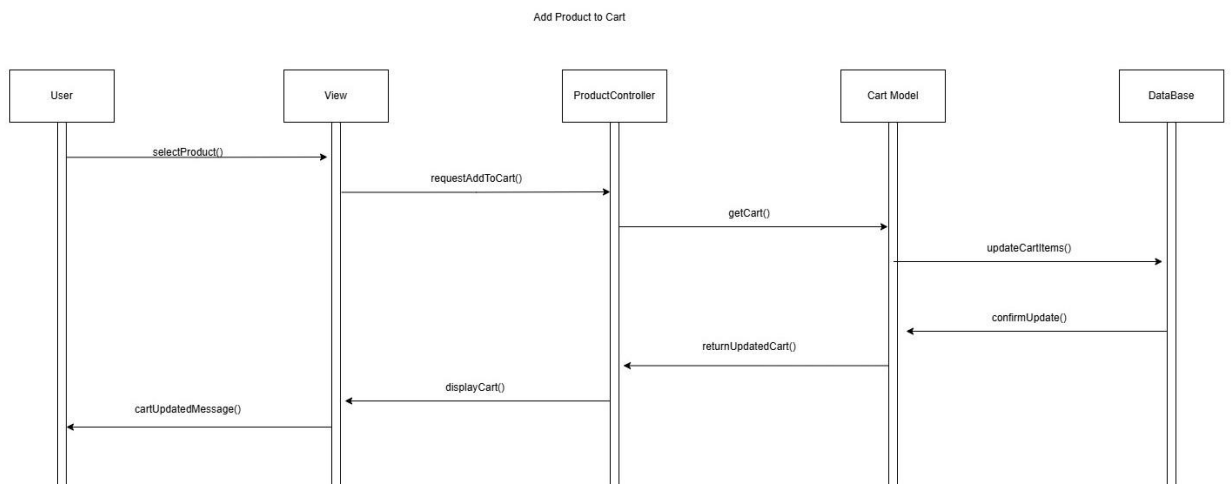 Add Product to Cart
User
View
ProductController
Cart Model
DataBase
selectProduct()
requestAddToCart()
getCart()
updateCartItems()
confirmUpdate()
returnUpdatedCart()
displayCart()
cartUpdatedMessage()